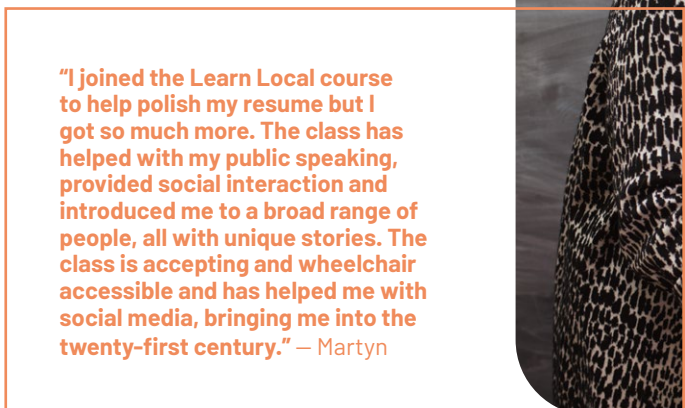 “I joined the Learn Local course
to help polish my resume but I
got so much more. The class has
helped with my public speaking,
provided social interaction and
introduced me to a broad range of
people, all with unique stories. The
class is accepting and wheelchair
accessible and has helped me with
social media, bringing me into the
twenty-first century.” — Martyn